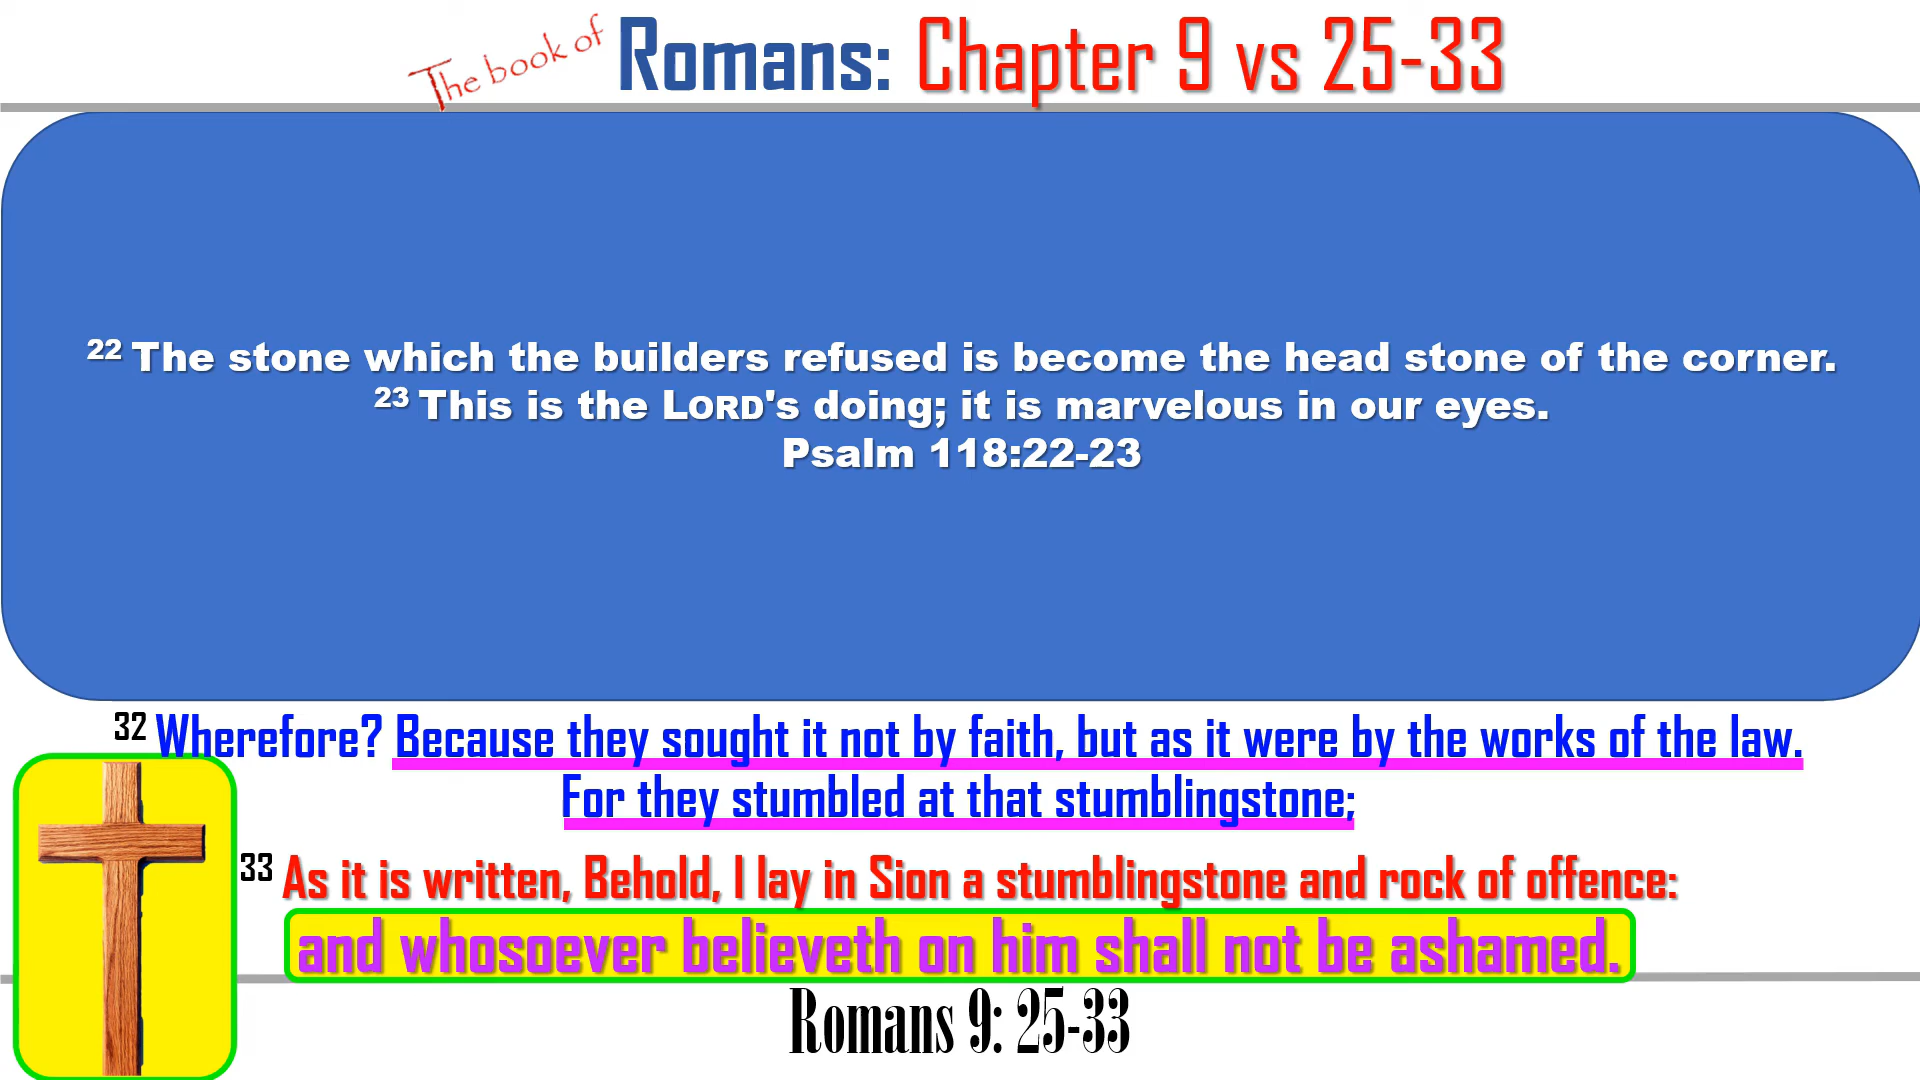 The book of Romans: Chapter 9 vs 25-33
22 The stone which the builders refused is become the head stone of the corner.
23 This is the LORD's doing; it is marvelous in our eyes.
Psalm 118:22-23
32 Wherefore? Because they sought it not by faith, but as it were by the works of the law.
For they stumbled at that stumblingstone;
33 As it is written, Behold, I lay in Sion a stumblingstone and rock of offence:
and whosoever believeth on him shall not be ashamed.
Romans 9: 25-33